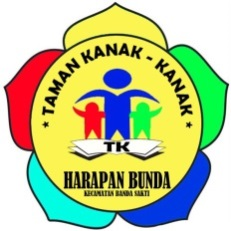 * TAMAN KANAK - KANAK *
TK
HARAPAN BUNDA
KECAMATAN BANDA SAKTI